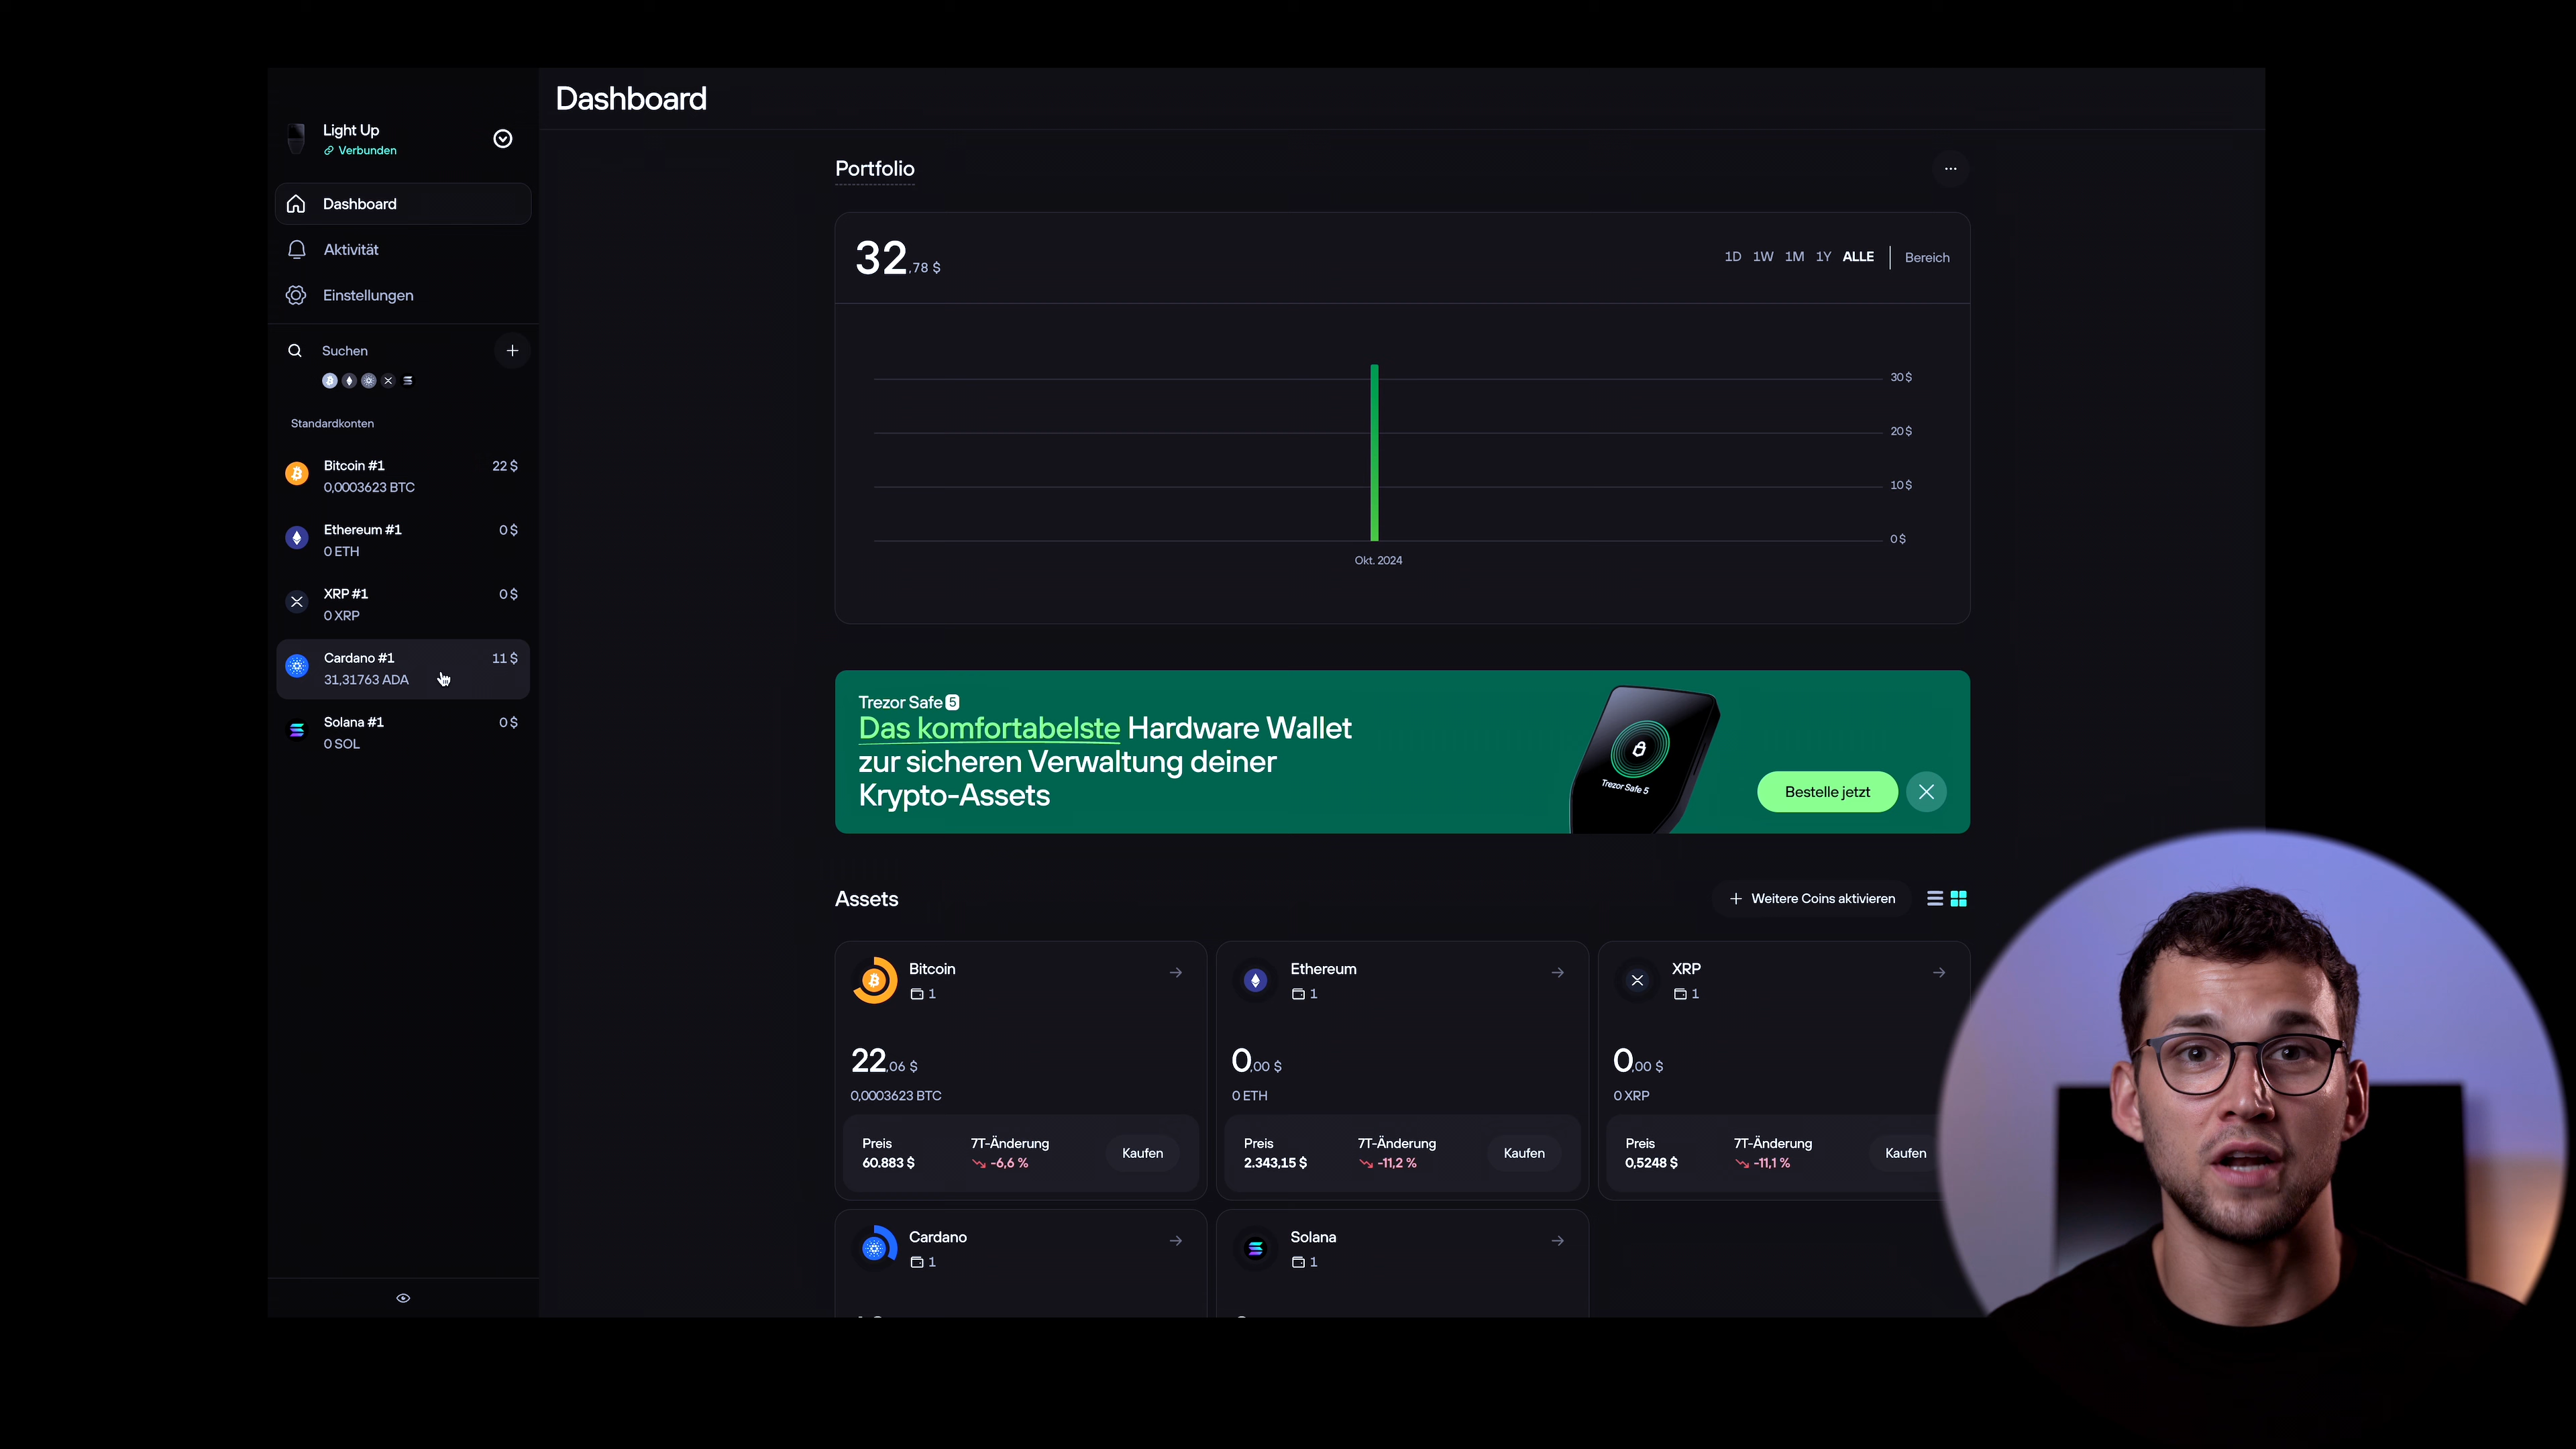 Light Up
Verbunden
Dashboard
Aktivität
Einstellungen
Suchen
Standardkonten
Bitcoin #1 22 $
0,0003623 BTC
Ethereum #1 0 $
0 ETH
XRP #1 0 $
0 XRP
Cardano #1 11 $
31,31763 ADA
Solana #1 0 $
0 SOL
Dashboard
Portfolio
32,78 $
1D 1W 1M 1Y ALLE Bereich
30 $
20 $
10 $
0 $
Okt. 2024
Trezor Safe 5
Das komfortabelste Hardware Wallet
zur sicheren Verwaltung deiner
Krypto-Assets
Trezor Safe 5
Bestelle jetzt
Assets
Weitere Coins aktivieren
Bitcoin
1
22,06 $
0,0003623 BTC
Preis 7T-Änderung Kaufen
60.883 $ -6,6 %
Ethereum
1
0,00 $
0 ETH
Preis 7T-Änderung Kaufen
2.343,15 $ -11,2 %
XRP
1
0,00 $
0 XRP
Preis 7T-Änderung Kaufen
0,5248 $ -11,1 %
Cardano
1
Solana
1